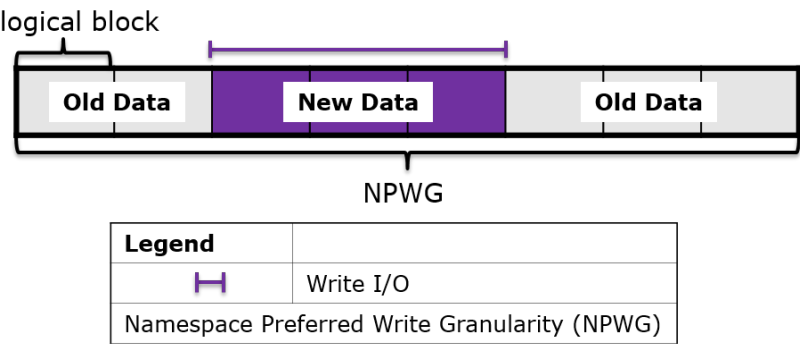 logical block
Old Data New Data Old Data
NPWG
Legend
Write I/O
Namespace Preferred Write Granularity (NPWG)